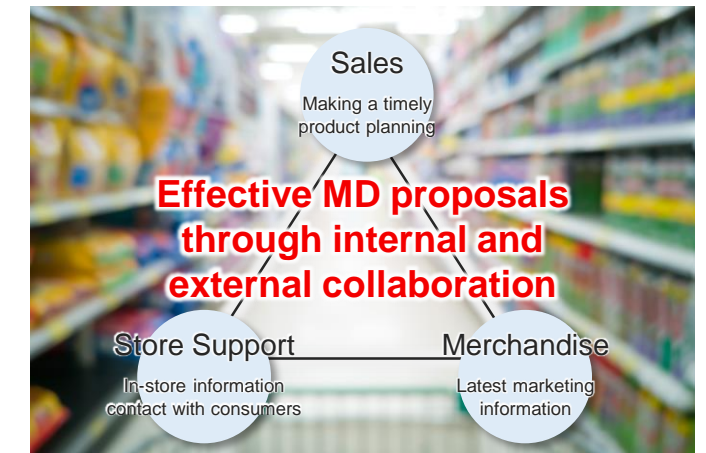 Sales
Making a timely
product planning
Effective MD proposals
through internal and
external collaboration
Store Support
In-store information
contact with consumers
Merchandise
Latest marketing
information